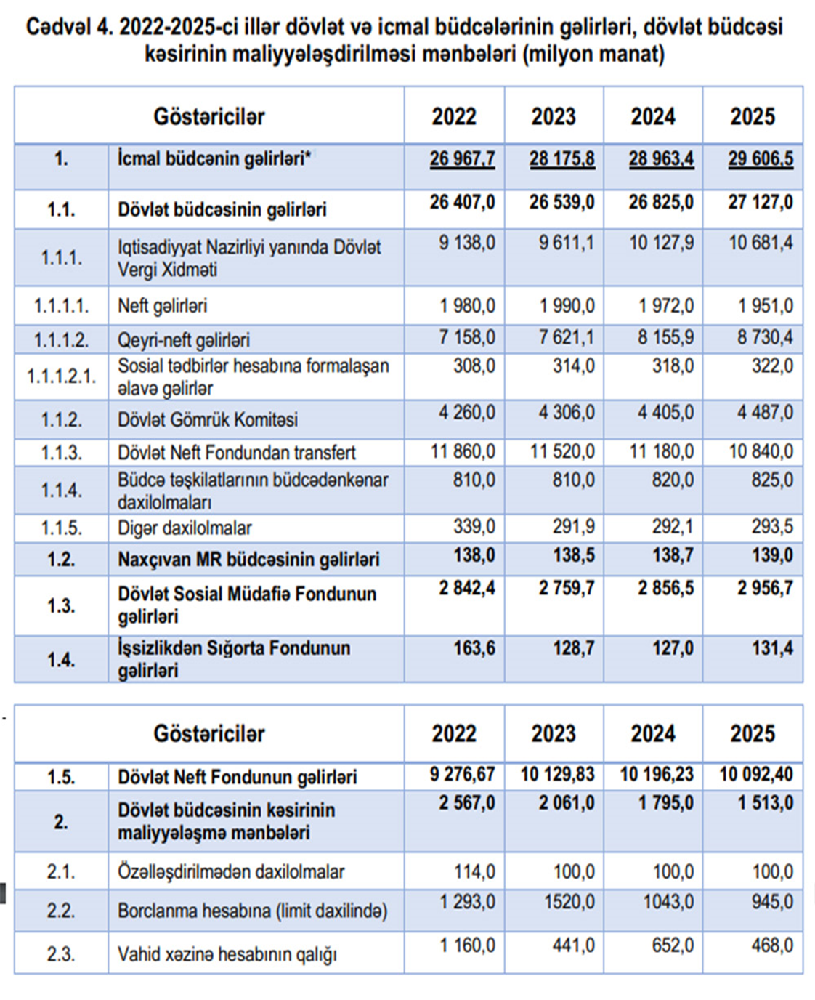 Cədvəl 4. 2022-2025-ci illər dövlət və icmal büdcələrinin gəlirləri, dövlət büdcəsi
kəsirinin maliyyələşdirilməsi mənbələri (milyon manat)
Göstəricilər 2022 2023 2024 2025
1. İcmal büdcənin gəlirləri* 26 967,7 28 175,8 28 963,4 29 606,5
1.1. Dövlət büdcəsinin gəlirləri 26 407,0 26 539,0 26 825,0 27 127,0
1.1.1. Iqtisadiyyat Nazirliyi yanında Dövlət 9 138,0 9 611,1 10 127,9 10 681,4
Vergi Xidməti
1.1.1.1. Neft gəlirləri 1 980,0 1 990,0 1 972,0 1 951,0
1.1.1.2. Qeyri-neft gəlirləri 7 158,0 7 621,1 8 155,9 8 730,4
1.1.1.2.1. Sosial tədbirlər hesabına formalaşan 308,0 314,0 318,0 322,0
əlavə gəlirlər
1.1.2. Dövlət Gömrük Komitəsi 4 260,0 4 306,0 4 405,0 4 487,0
1.1.3. Dövlət Neft Fondundan transfert 11 860,0 11 520,0 11 180,0 10 840,0
1.1.4. Büdcə təşkilatlarının büdcədənkənar 810,0 810,0 820,0 825,0
daxilolmaları
1.1.5. Digər daxilolmalar 339,0 291,9 292,1 293,5
1.2. Naxçıvan MR büdcəsinin gəlirləri 138,0 138,5 138,7 139,0
1.3. Dövlət Sosial Müdafiə Fondunun 2 842,4 2 759,7 2 856,5 2 956,7
gəlirləri
1.4. İşsizlikdən Sığorta Fondunun 163,6 128,7 127,0 131,4
gəlirləri
Göstəricilər 2022 2023 2024 2025
1.5. Dövlət Neft Fondunun gəlirləri 9 276,67 10 129,83 10 196,23 10 092,40
2. Dövlət büdcəsinin kəsirinin 2 567,0 2 061,0 1 795,0 1 513,0
maliyyələşmə mənbələri
2.1. Özəlləşdirilmədən daxilolmalar 114,0 100,0 100,0 100,0
2.2. Borclanma hesabına (limit daxilində) 1 293,0 1520,0 1043,0 945,0
2.3. Vahid xəzinə hesabının qalığı 1 160,0 441,0 652,0 468,0